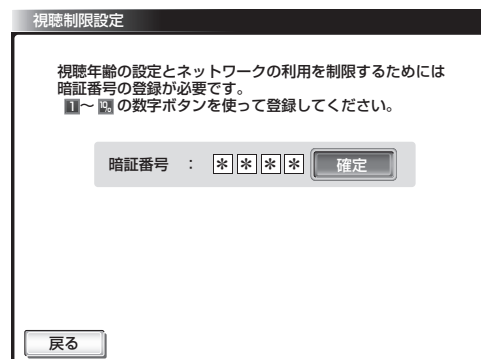 視聴制限設定
視聴年齢の設定とネットワークの利用を制限するためには
暗証番号の登録が必要です。
1～10の数字ボタンを使って登録してください。
暗証番号 ： ＊＊＊＊ 確定
戻る